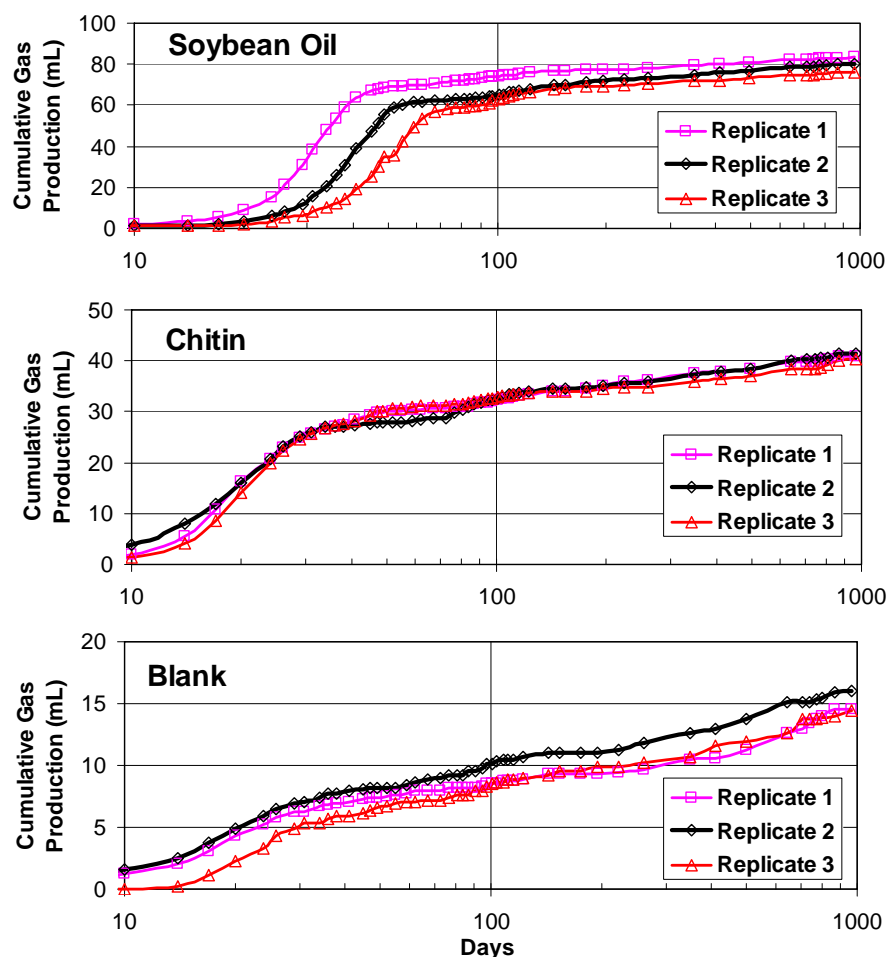 Soybean Oil
Cumulative Gas
Production (mL)
100
80
60
40
20
0
Replicate 1
Replicate 2
Replicate 3
10
100
1000
Chitin
Cumulative Gas
Production (mL)
50
40
30
20
10
0
Replicate 1
Replicate 2
Replicate 3
10
100
1000
Blank
Cumulative Gas
Production (mL)
20
15
10
5
0
Replicate 1
Replicate 2
Replicate 3
10
100
1000
Days